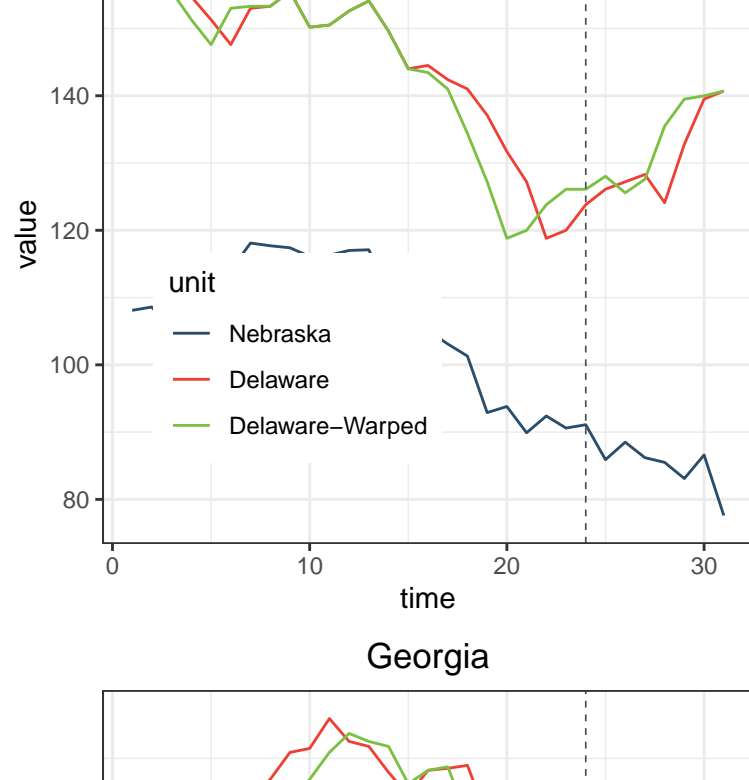 140
120
100
80
value
unit
Nebraska
Delaware
Delaware−Warped
0 10 20 30
time
Georgia